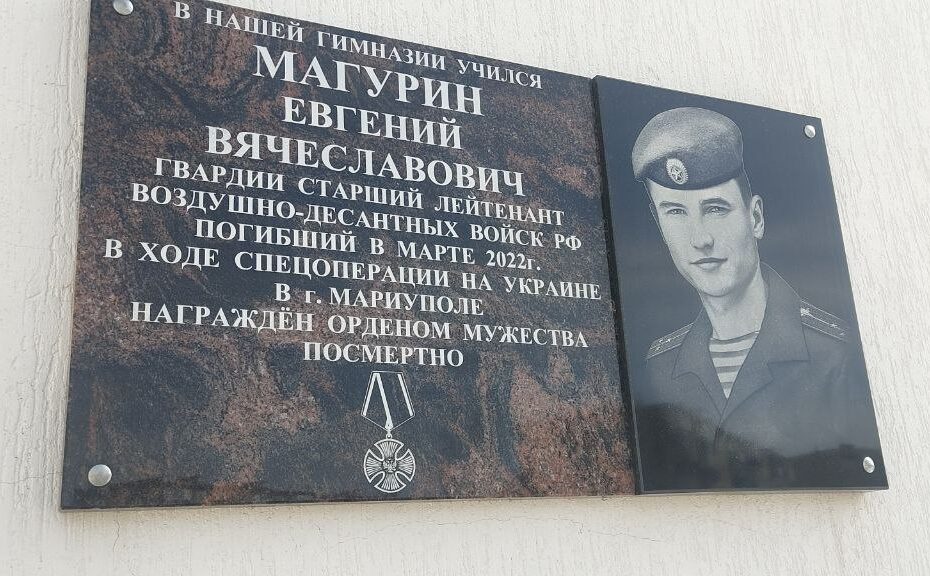 В НАШЕЙ ГИМНАЗИИ УЧИЛСЯ
МАГУРИН
ЕВГЕНИЙ
ВЯЧЕСЛАВОВИЧ
ГВАРДИИ СТАРШИЙ ЛЕЙТЕНАНТ
ВОЗДУШНО-ДЕСАНТНЫХ ВОЙСК РФ
ПОГИБШИЙ В МАРТЕ 2022г.
В ХОДЕ СПЕЦОПЕРАЦИИ НА УКРАИНЕ
В г. МАРИУПОЛЕ
НАГРАЖДЁН ОРДЕНОМ МУЖЕСТВА
ПОСМЕРТНО